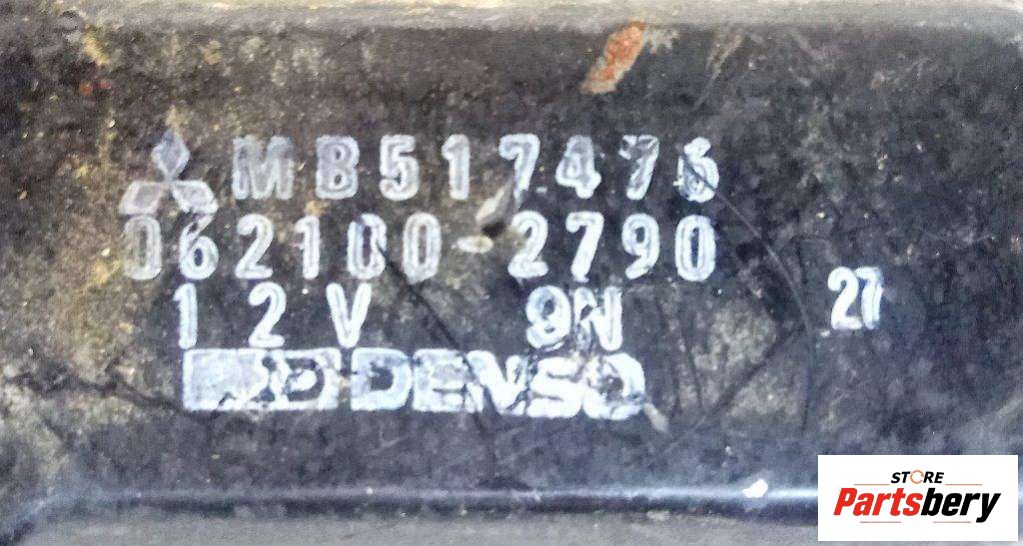 MB517476
062100-2790
12V 9N 27
DENSO
STORE
Partsbery